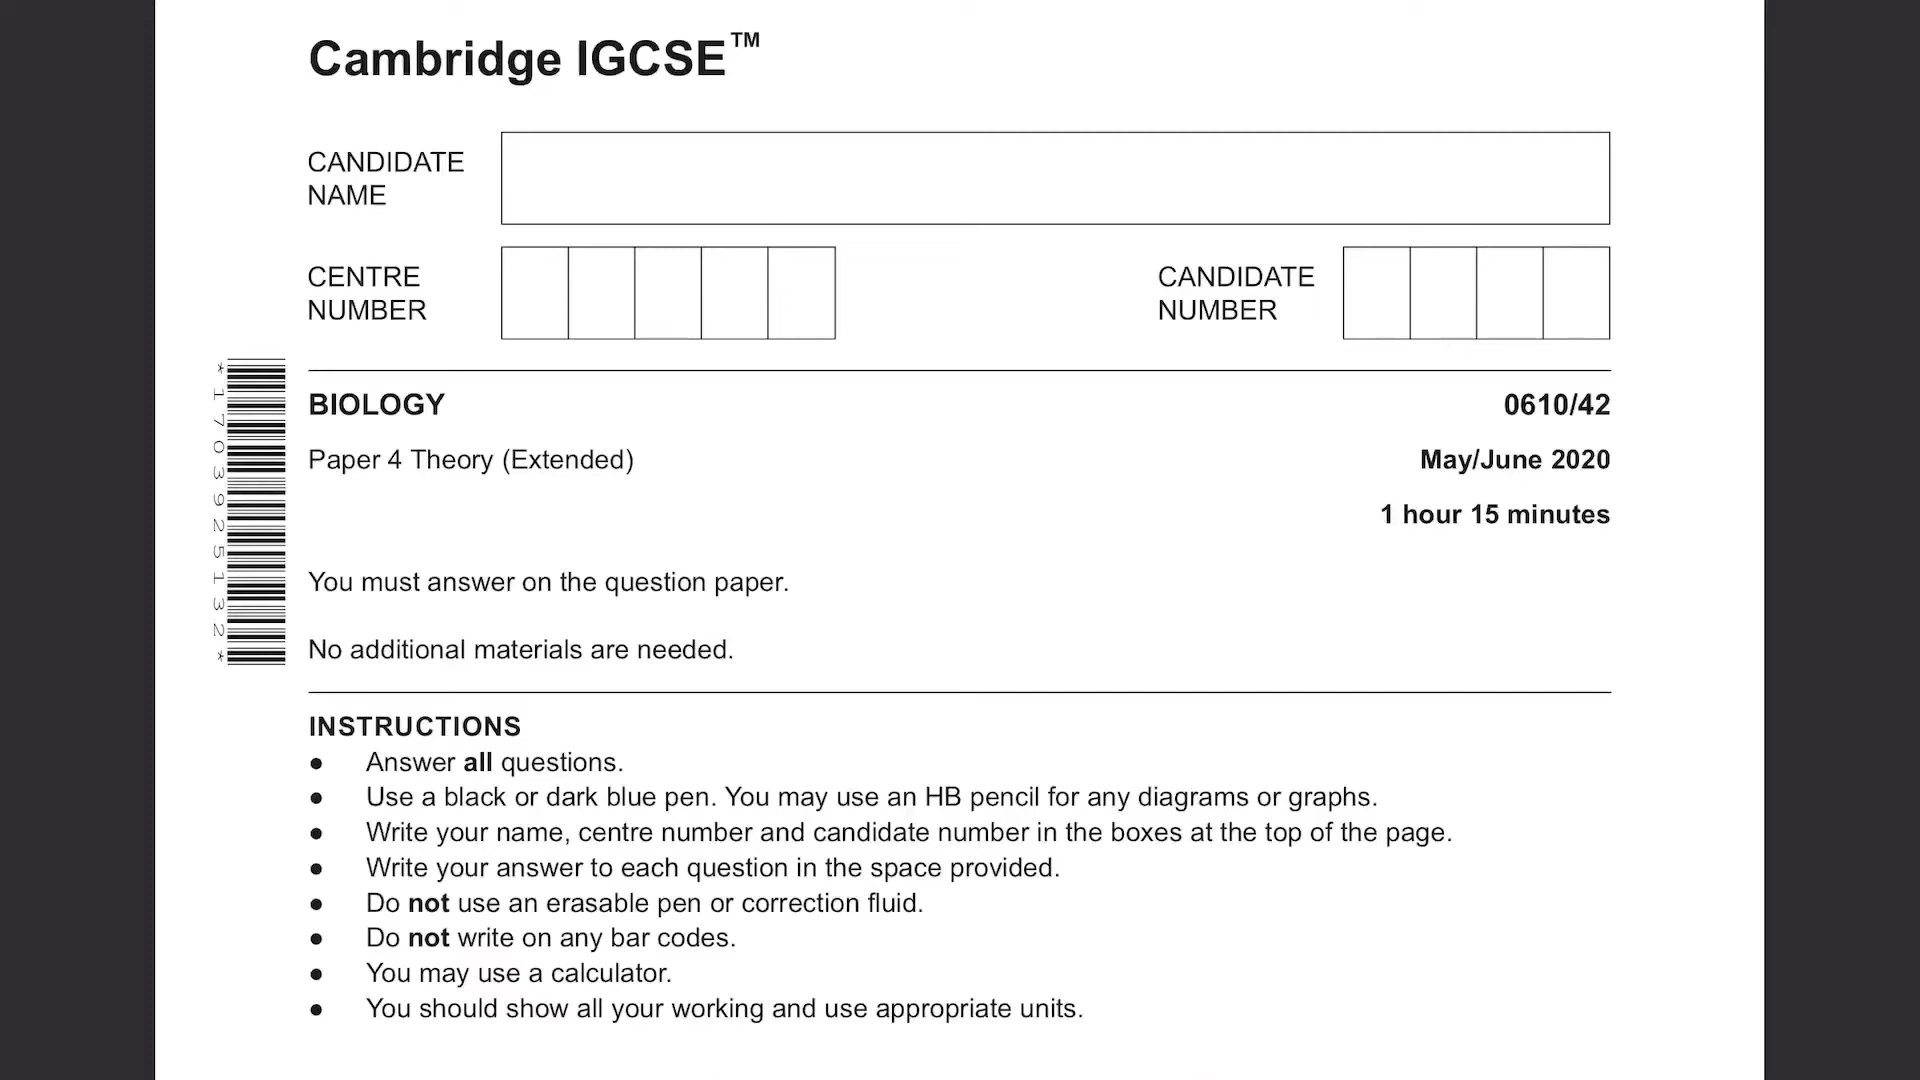 Cambridge IGCSE™
CANDIDATE
NAME
CENTRE
NUMBER
CANDIDATE
NUMBER
*1703925132*
BIOLOGY
0610/42
Paper 4 Theory (Extended)
May/June 2020
1 hour 15 minutes
You must answer on the question paper.
No additional materials are needed.
INSTRUCTIONS
● Answer all questions.
● Use a black or dark blue pen. You may use an HB pencil for any diagrams or graphs.
● Write your name, centre number and candidate number in the boxes at the top of the page.
● Write your answer to each question in the space provided.
● Do not use an erasable pen or correction fluid.
● Do not write on any bar codes.
● You may use a calculator.
● You should show all your working and use appropriate units.